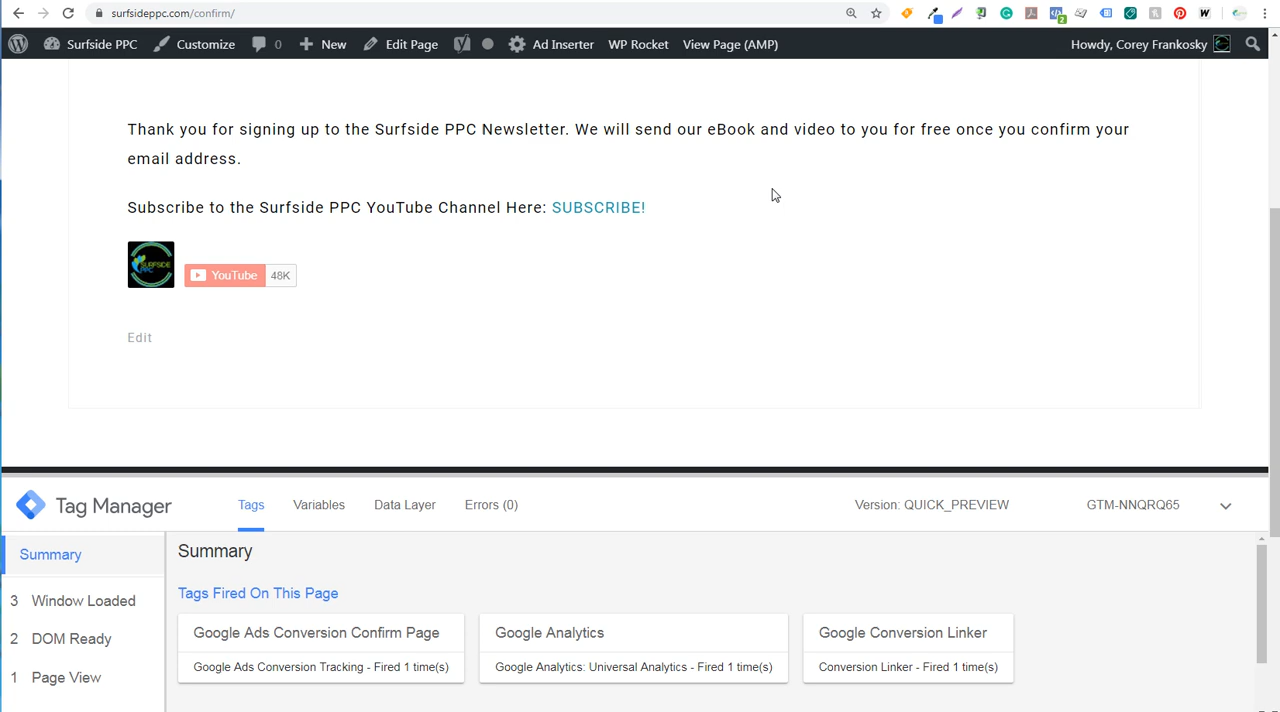 surfsideppc.com/confirm/
2
W
Surfside PPC Customize 0 New Edit Page Ad Inserter WP Rocket View Page (AMP) Howdy, Corey Frankosky
Thank you for signing up to the Surfside PPC Newsletter. We will send our eBook and video to you for free once you confirm your
email address.
Subscribe to the Surfside PPC YouTube Channel Here: SUBSCRIBE!
SURFSIDE
PPC
YouTube 48K
Edit
Tag Manager Tags Variables Data Layer Errors (0) Version: QUICK_PREVIEW GTM-NNQRQ65
Summary
3 Window Loaded
2 DOM Ready
1 Page View
Summary
Tags Fired On This Page
Google Ads Conversion Confirm Page
Google Ads Conversion Tracking - Fired 1 time(s)
Google Analytics
Google Analytics: Universal Analytics - Fired 1 time(s)
Google Conversion Linker
Conversion Linker - Fired 1 time(s)